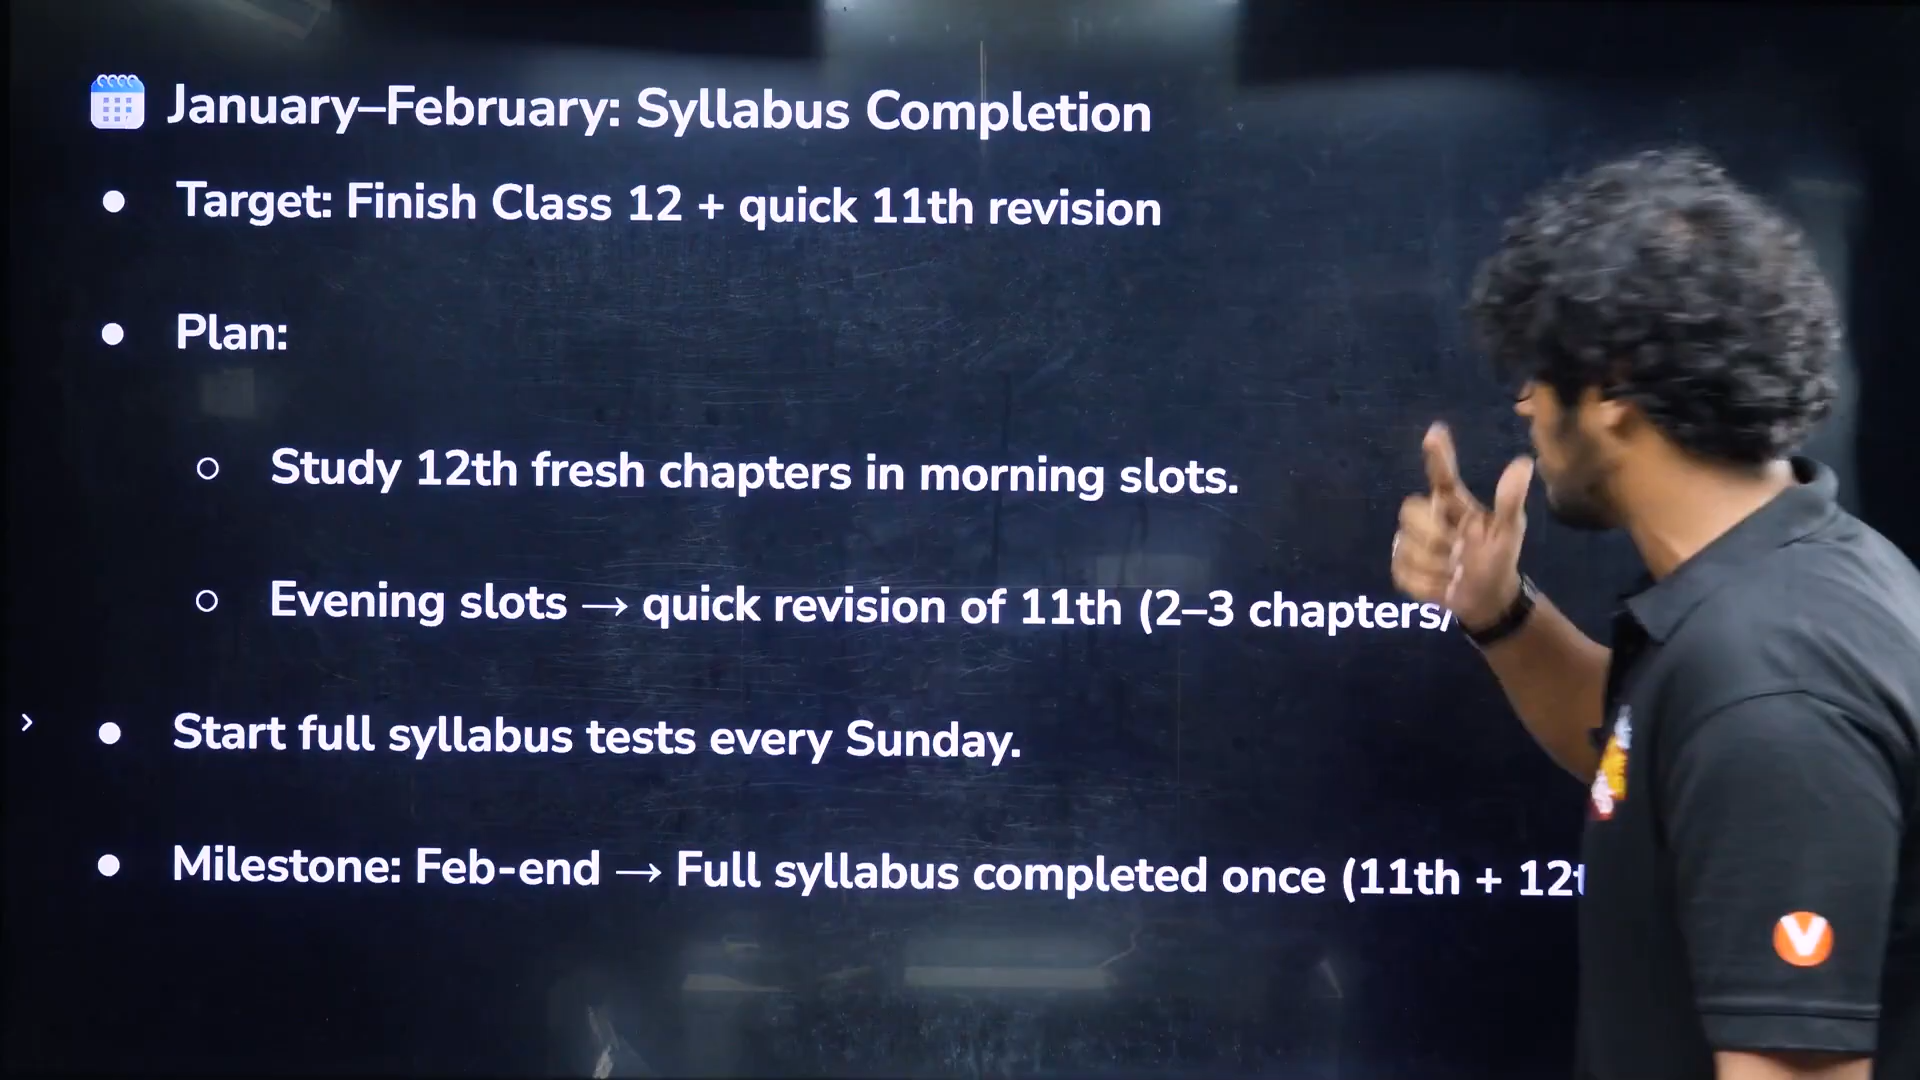 January–February: Syllabus Completion
● Target: Finish Class 12 + quick 11th revision
● Plan:
○ Study 12th fresh chapters in morning slots.
○ Evening slots → quick revision of 11th (2–3 chapters/
● Start full syllabus tests every Sunday.
● Milestone: Feb-end → Full syllabus completed once (11th + 12t
V